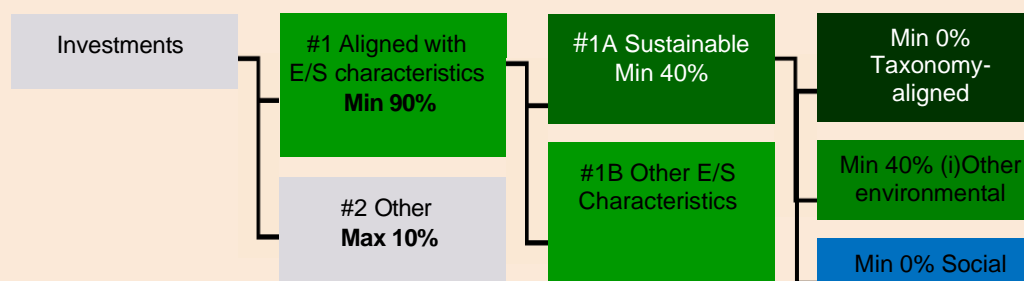 Investments
#1 Aligned with
E/S characteristics
Min 90%
#2 Other
Max 10%
#1A Sustainable
Min 40%
#1B Other E/S
Characteristics
Min 0%
Taxonomy-
aligned
Min 40% (i)Other
environmental
Min 0% Social